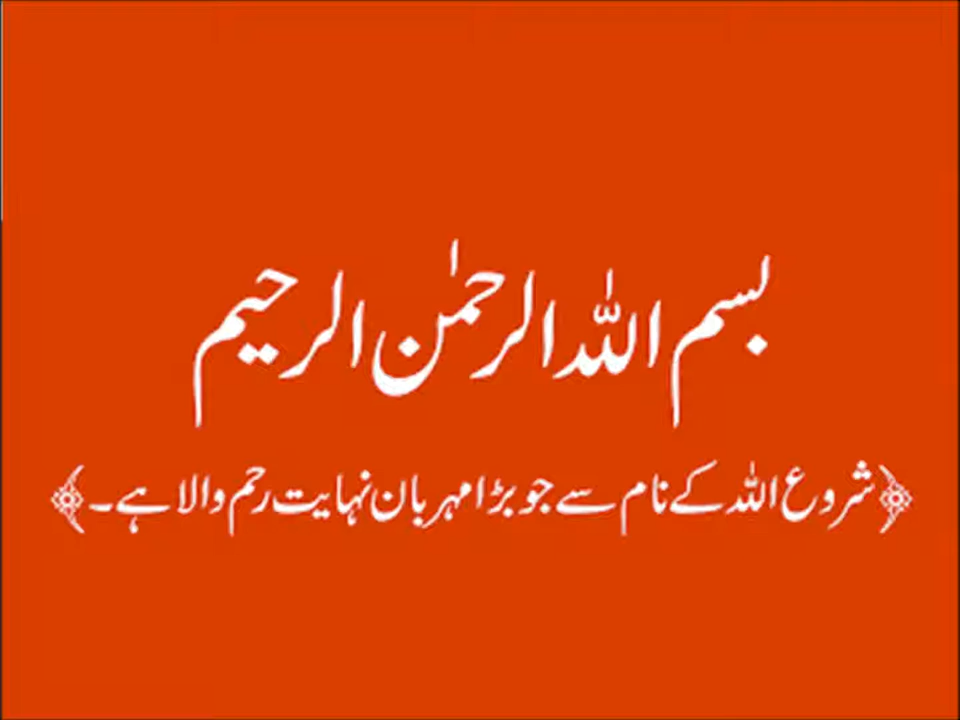 بسم اللہ الرحمٰن الرحیم
﴿شروع اللہ کے نام سے جو بڑا مہربان نہایت رحم والا ہے۔﴾